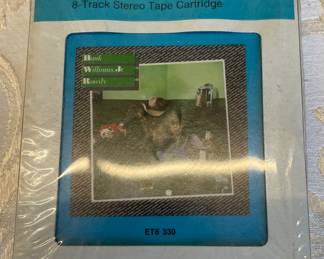 8-Track Stereo Tape Cartridge
Hank
Williams, Jr.
Rowdy
ET8 330